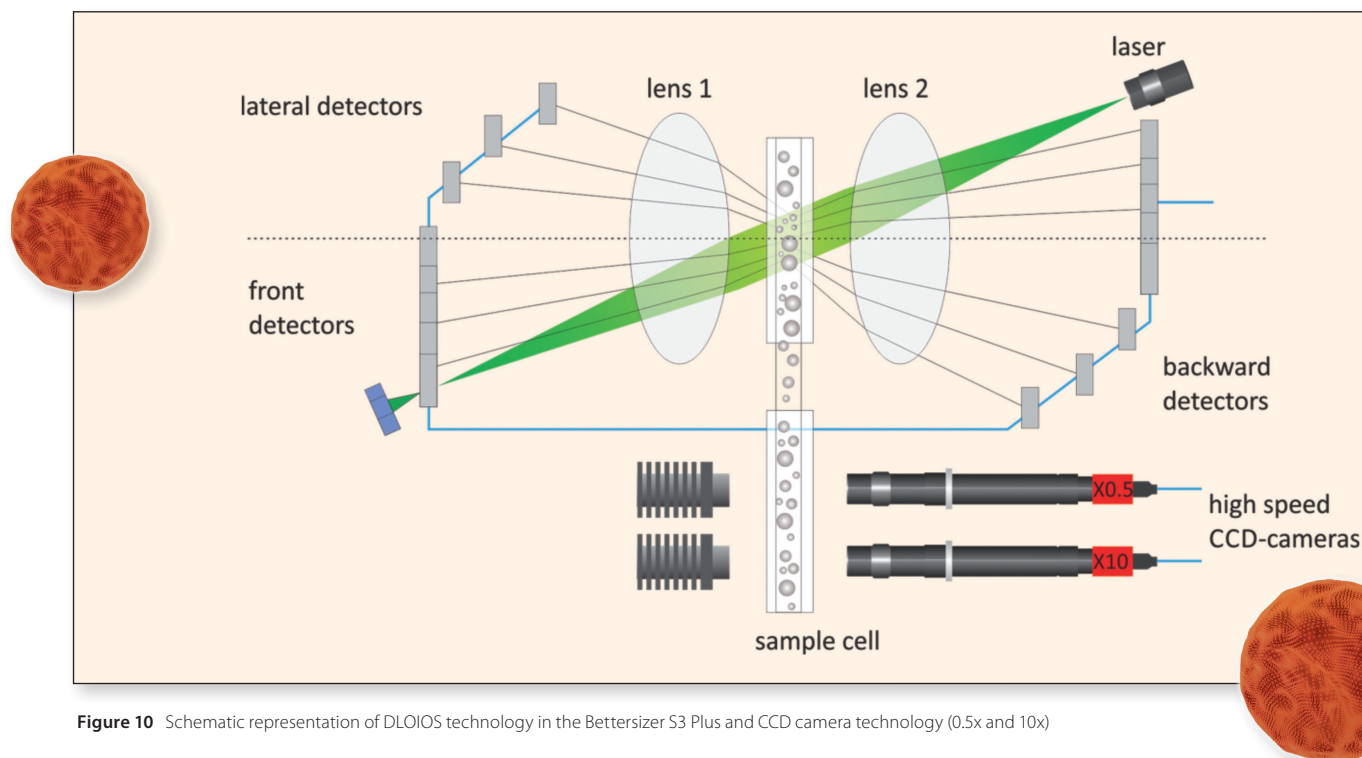 laser
lens 1
lens 2
lateral detectors
front
detectors
backward
detectors
X0.5
high speed
CCD-cameras
X10
sample cell
Figure 10 Schematic representation of DLOIOS technology in the Bettersizer S3 Plus and CCD camera technology (0.5x and 10x)